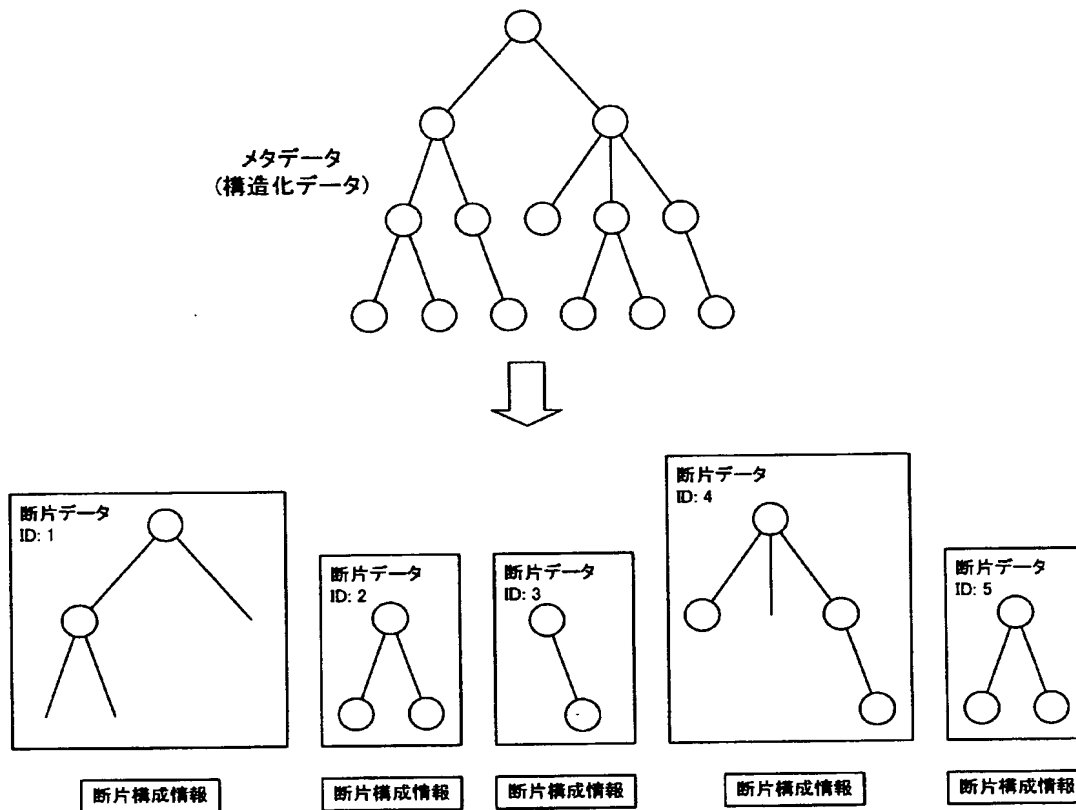 メタデータ
(構造化データ)
断片データ
ID: 1
断片データ
ID: 2
断片データ
ID: 3
断片データ
ID: 4
断片データ
ID: 5
断片構成情報
断片構成情報
断片構成情報
断片構成情報
断片構成情報